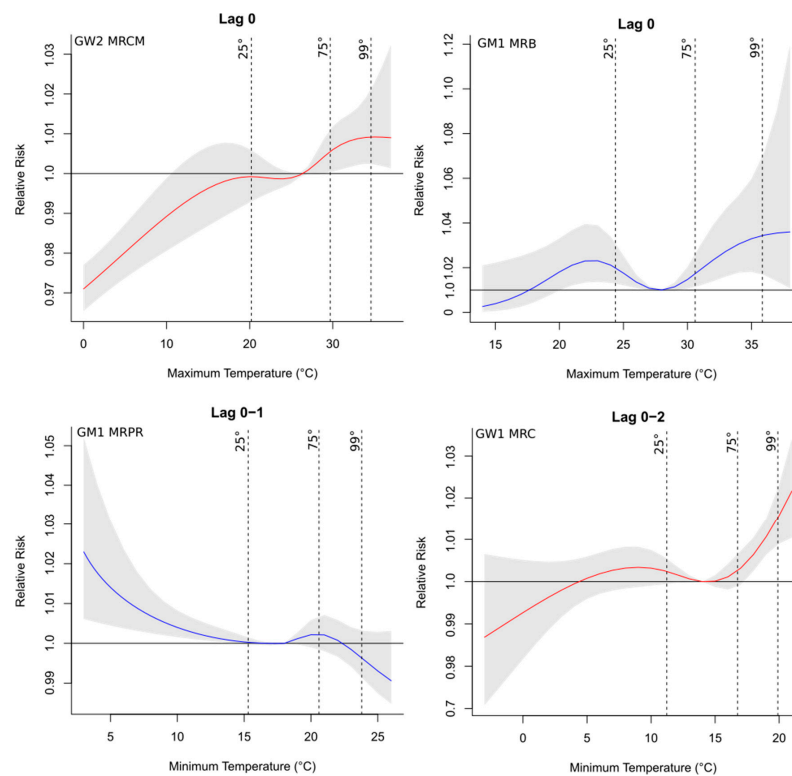 Lag 0
GW2 MRCM
25°
75°
99°
Relative Risk
1.03
1.02
1.01
1.0
0.99
0.98
0.97
0 10 20 30
Maximum Temperature (°C)
Lag 0
GM1 MRB
25°
75°
99°
Relative Risk
1.12
1.10
1.08
1.06
1.04
1.02
1.0
0
15 20 25 30 35
Maximum Temperature (°C)
Lag 0−1
GM1 MRPR
25°
75°
99°
Relative Risk
1.05
1.04
1.03
1.02
1.01
1.0
0.99
5 10 15 20 25
Minimum Temperature (°C)
Lag 0−2
GW1 MRC
25°
75°
99°
Relative Risk
1.03
1.02
1.01
1.0
0.99
0.98
0.7
0 5 10 15 20
Minimum Temperature (°C)